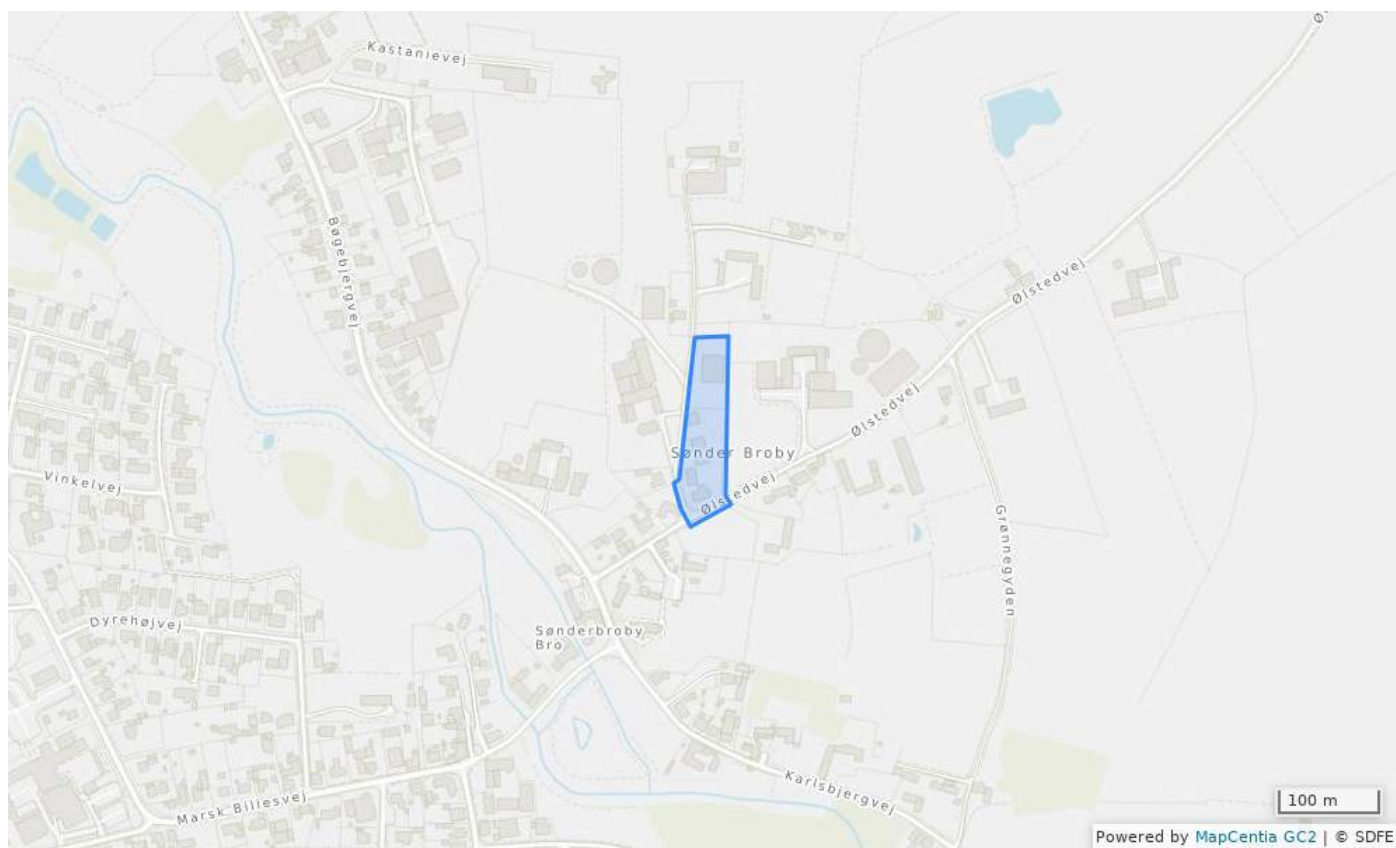 Ø
Kastanievej
Bøgebjergvej
Ølstedvej
Ølstedvej
Sønder Broby
Vinkelvej
Ølstedvej
Grønnegyden
Dyrehøjvej
Sønderbroby
Bro
Karlsbjergvej
Marsk Billesvej
100 m
Powered by MapCentia GC2 | © SDFE